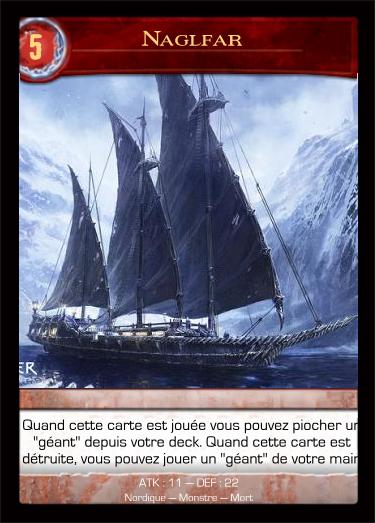 5
Naglfar
ER
Quand cette carte est jouée vous pouvez piocher un
"géant" depuis votre deck. Quand cette carte est
détruite, vous pouvez jouer un "géant" de votre main
ATK : 11 — DEF : 22
Nordique — Monstre — Mort